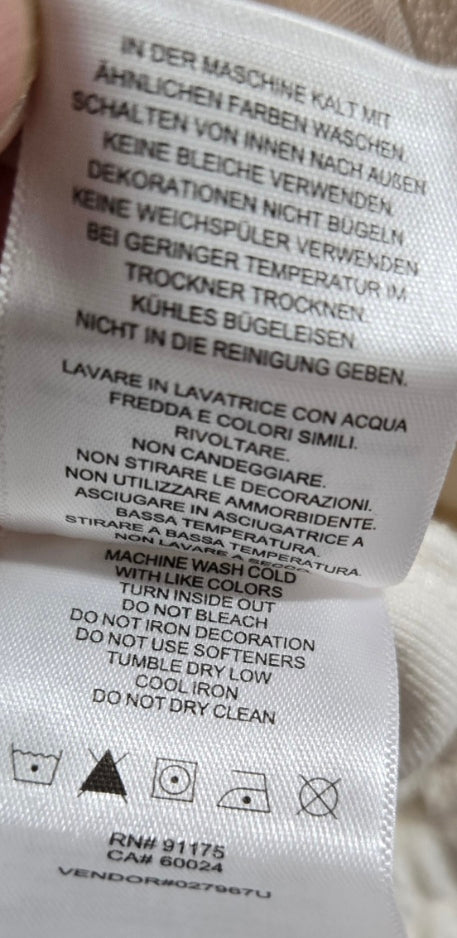 IN DER MASCHINE KALT MIT
ÄHNLICHEN FARBEN WASCHEN.
SCHALTEN VON INNEN NACH AUßEN
KEINE BLEICHE VERWENDEN.
DEKORATIONEN NICHT BÜGELN.
KEINE WEICHSPÜLER VERWENDEN
BEI GERINGER TEMPERATUR IM
TROCKNER TROCKNEN.
KÜHLES BÜGELEISEN
NICHT IN DIE REINIGUNG GEBEN.
LAVARE IN LAVATRICE CON ACQUA
FREDDA E COLORI SIMILI.
RIVOLTARE.
NON CANDEGGIARE.
NON STIRARE LE DECORAZIONI.
NON UTILIZZARE AMMORBIDENTE.
ASCIUGARE IN ASCIUGATRICE A
BASSA TEMPERATURA.
STIRARE A BASSA TEMPERATURA.
NON LAVARE A SECCO.
MACHINE WASH COLD
WITH LIKE COLORS
TURN INSIDE OUT
DO NOT BLEACH
DO NOT IRON DECORATION
DO NOT USE SOFTENERS
TUMBLE DRY LOW
COOL IRON
DO NOT DRY CLEAN
RN# 91175
CA# 60024
VENDOR#027967U